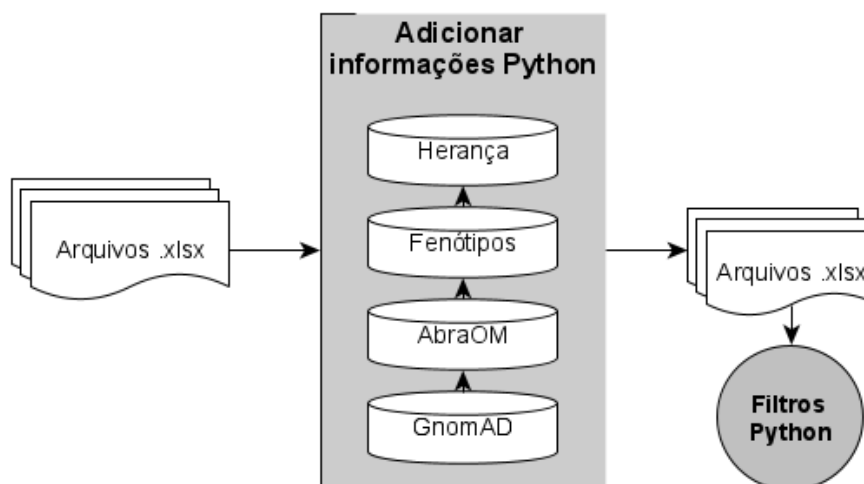 Adicionar
informações Python
Herança
Fenótipos
AbraOM
GnomAD
Arquivos .xlsx
Arquivos .xlsx
Filtros
Python